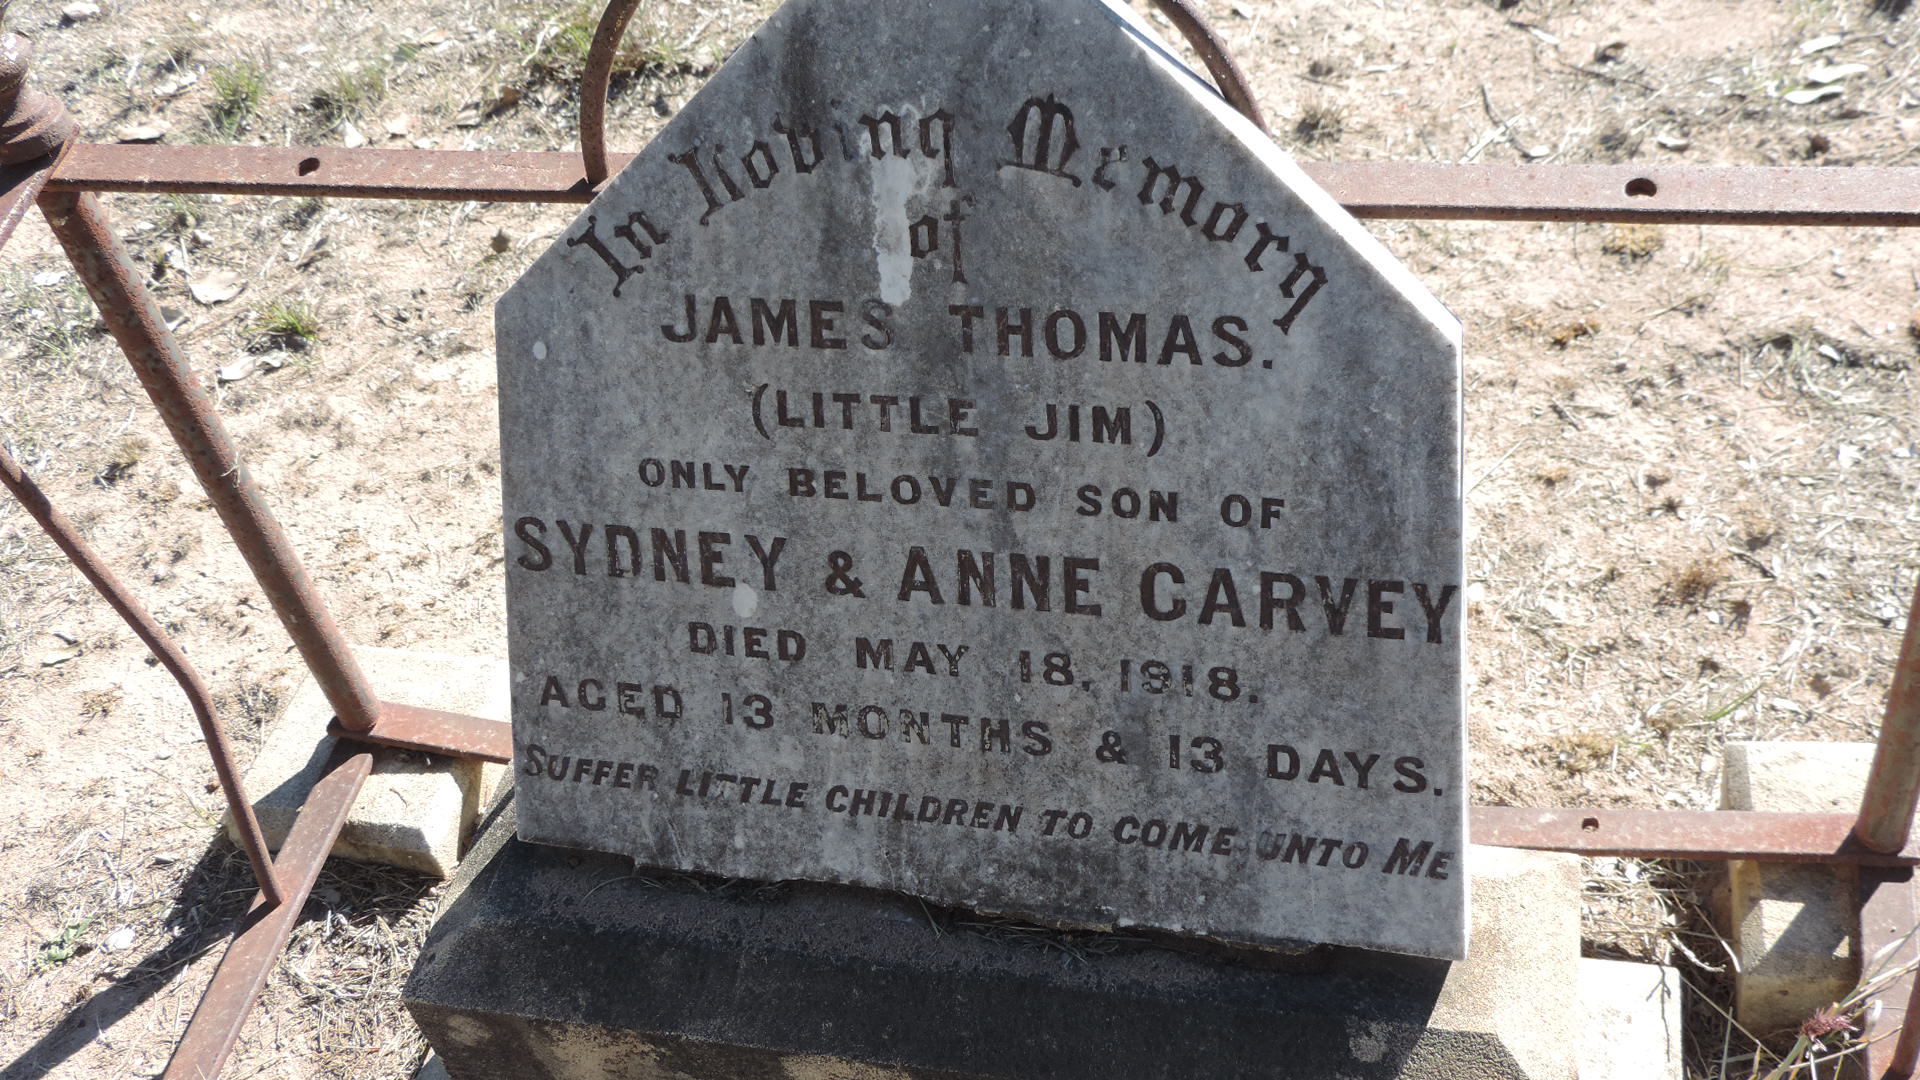 In Loving Memory
of
JAMES THOMAS.
(LITTLE JIM)
ONLY BELOVED SON OF
SYDNEY & ANNE GARVEY
DIED MAY 18, 1918.
AGED 13 MONTHS & 13 DAYS.
SUFFER LITTLE CHILDREN TO COME UNTO ME